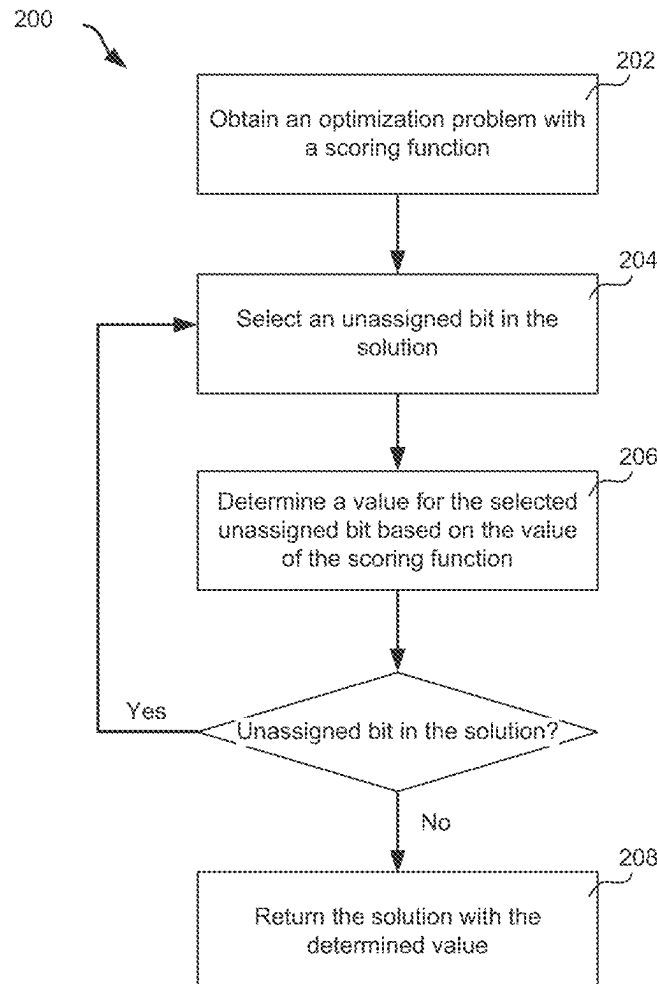 200
202
Obtain an optimization problem with
a scoring function
204
Select an unassigned bit in the
solution
206
Determine a value for the selected
unassigned bit based on the value
of the scoring function
Yes
Unassigned bit in the solution?
No
208
Return the solution with the
determined value